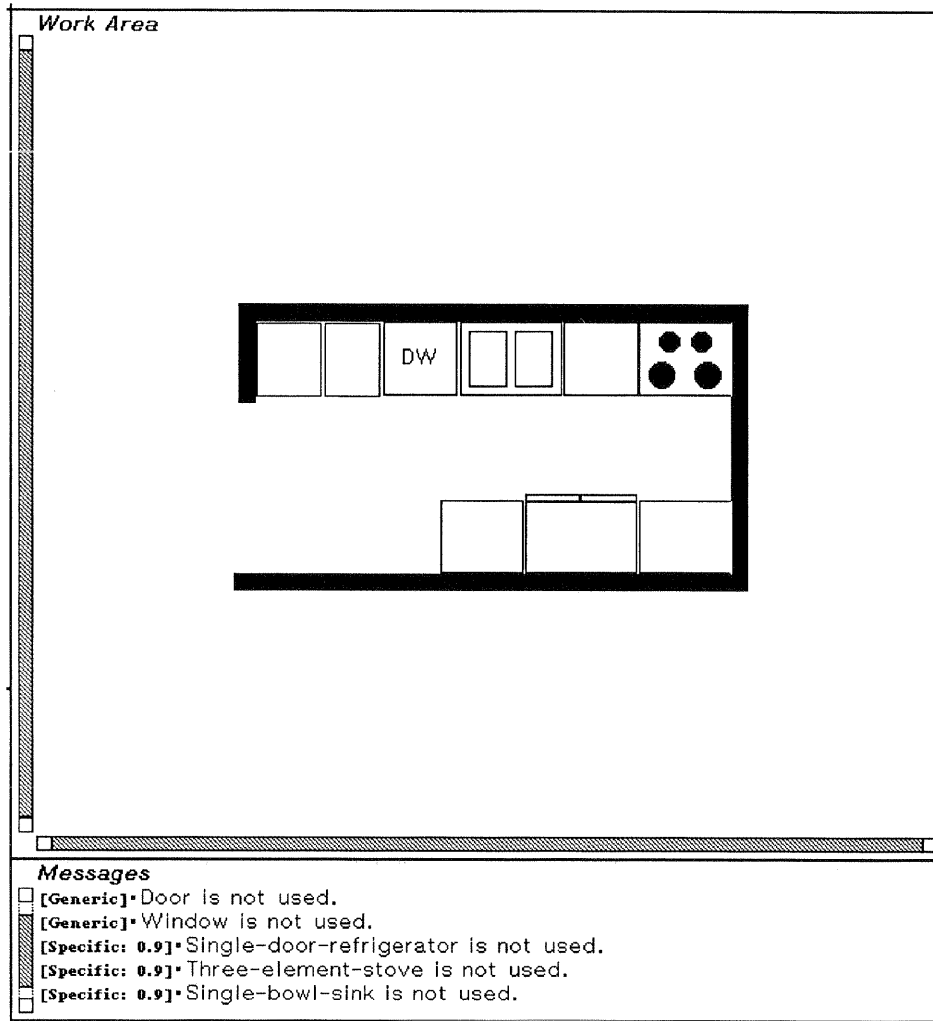 Work Area
DW
Messages
[Generic]▪Door is not used.
[Generic]▪Window is not used.
[Specific: 0.9]▪Single-door-refrigerator is not used.
[Specific: 0.9]▪Three-element-stove is not used.
[Specific: 0.9]▪Single-bowl-sink is not used.